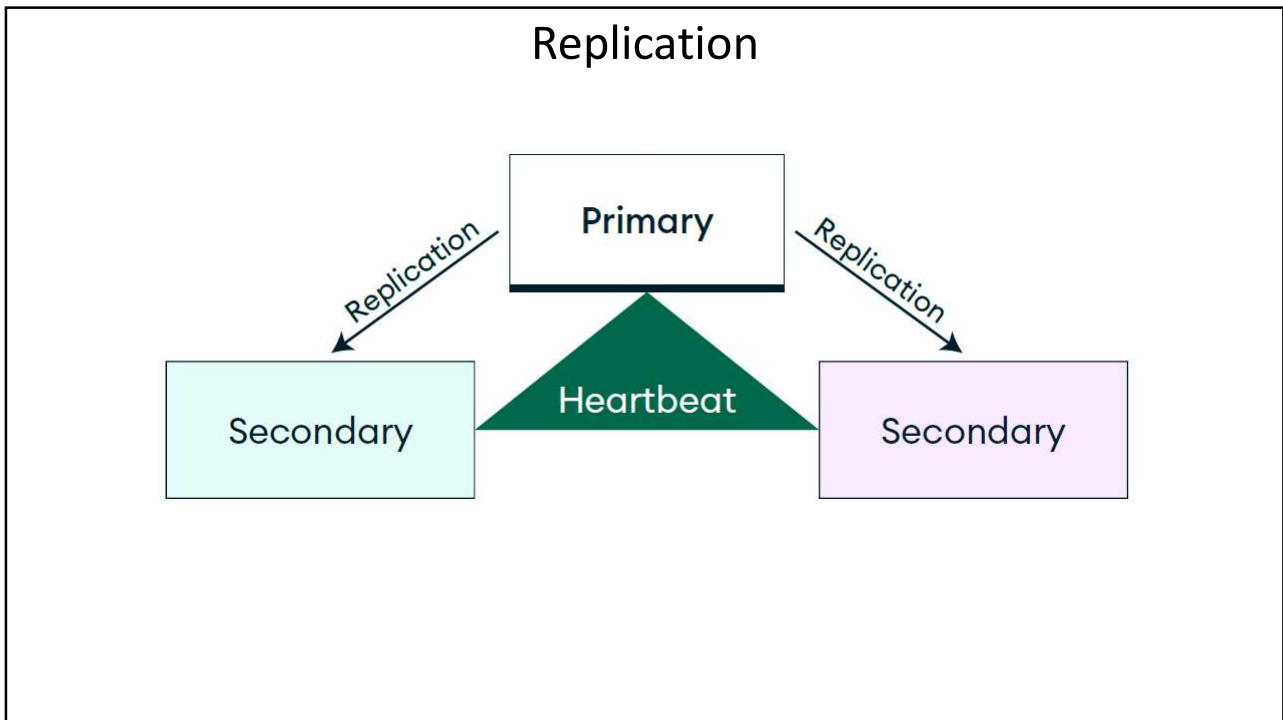 Replication
Primary
Replication
Replication
Heartbeat
Secondary
Secondary